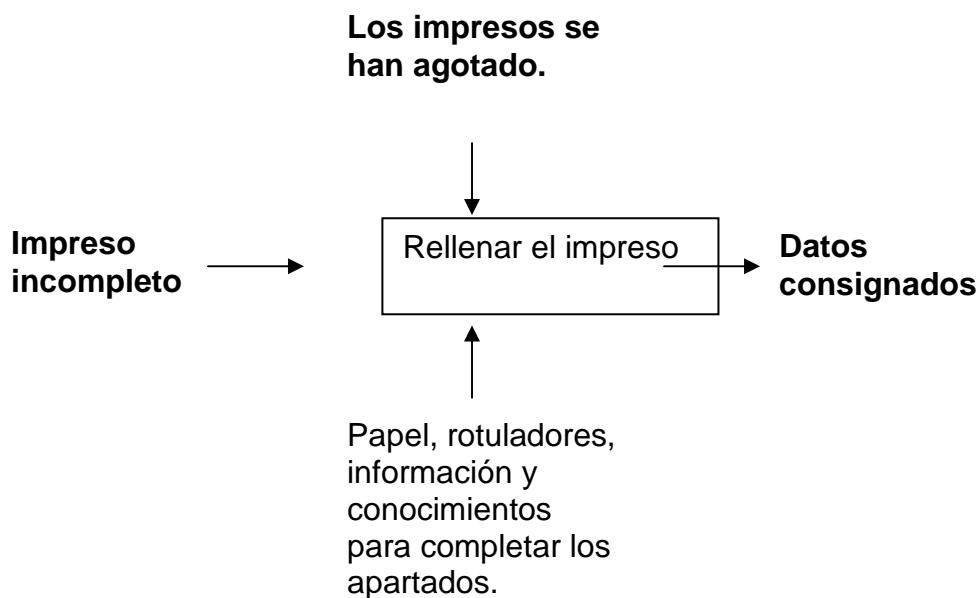 Los impresos se
han agotado.
Impreso
incompleto
Rellenar el impreso
Datos
consignados
Papel, rotuladores,
información y
conocimientos
para completar los
apartados.